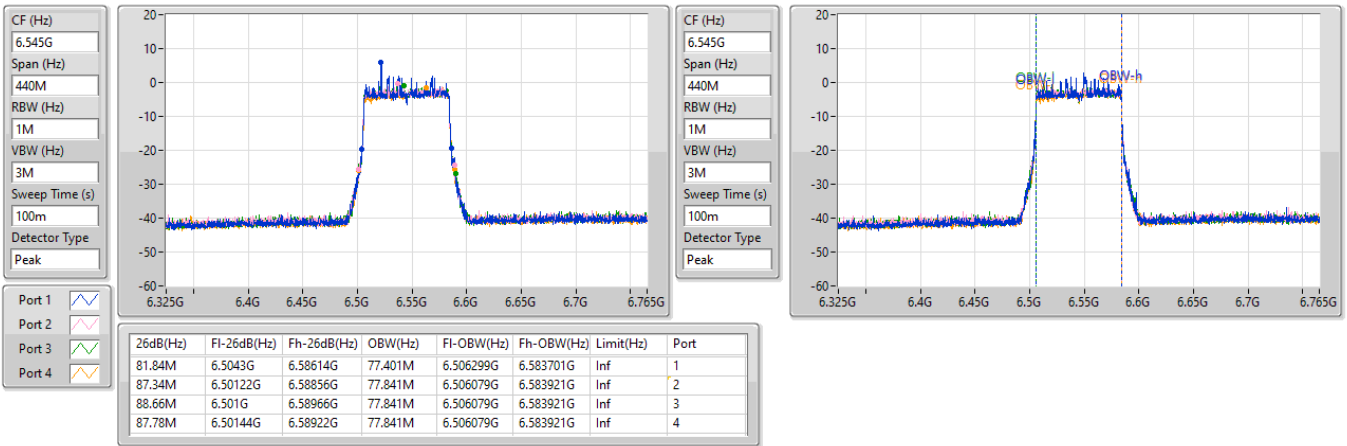 CF (Hz)
6.545G
Span (Hz)
440M
RBW (Hz)
1M
VBW (Hz)
3M
Sweep Time (s)
100m
Detector Type
Peak
20
10
0
-10
-20
-30
-40
-50
-60
6.325G 6.4G 6.45G 6.5G 6.55G 6.6G 6.65G 6.7G 6.765G
CF (Hz)
6.545G
Span (Hz)
440M
RBW (Hz)
1M
VBW (Hz)
3M
Sweep Time (s)
100m
Detector Type
Peak
20
10
0
-10
-20
-30
-40
-50
-60
OBW-l OBW-h
6.325G 6.4G 6.45G 6.5G 6.55G 6.6G 6.65G 6.7G 6.765G
Port 1
Port 2
Port 3
Port 4
26dB(Hz) Fl-26dB(Hz) Fh-26dB(Hz) OBW(Hz) Fl-OBW(Hz) Fh-OBW(Hz) Limit(Hz) Port
81.84M 6.5043G 6.58614G 77.401M 6.506299G 6.583701G Inf 1
87.34M 6.50122G 6.58856G 77.841M 6.506079G 6.583921G Inf 2
88.66M 6.501G 6.58966G 77.841M 6.506079G 6.583921G Inf 3
87.78M 6.50144G 6.58922G 77.841M 6.506079G 6.583921G Inf 4